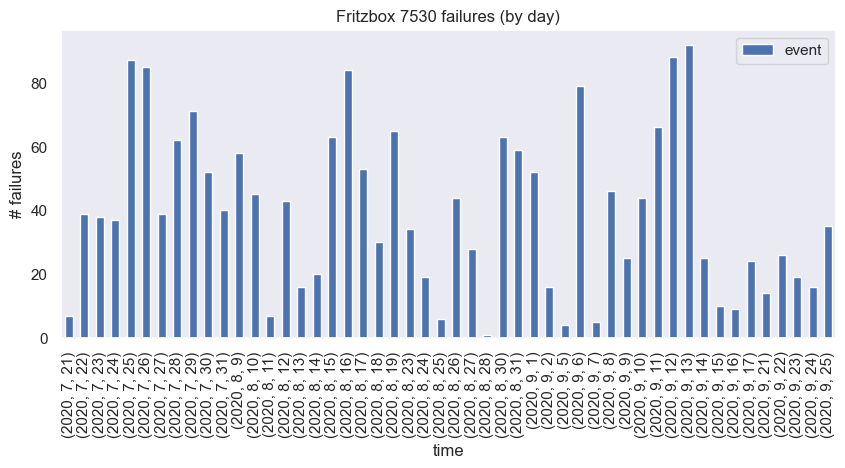 Fritzbox 7530 failures (by day)
event
# failures
80
60
40
20
0
(2020, 7, 21)
(2020, 7, 22)
(2020, 7, 23)
(2020, 7, 24)
(2020, 7, 25)
(2020, 7, 26)
(2020, 7, 27)
(2020, 7, 28)
(2020, 7, 29)
(2020, 7, 30)
(2020, 7, 31)
(2020, 8, 9)
(2020, 8, 10)
(2020, 8, 11)
(2020, 8, 12)
(2020, 8, 13)
(2020, 8, 14)
(2020, 8, 15)
(2020, 8, 16)
(2020, 8, 17)
(2020, 8, 18)
(2020, 8, 19)
(2020, 8, 23)
(2020, 8, 24)
(2020, 8, 25)
(2020, 8, 26)
(2020, 8, 27)
(2020, 8, 28)
(2020, 8, 30)
(2020, 8, 31)
(2020, 9, 1)
(2020, 9, 2)
(2020, 9, 5)
(2020, 9, 6)
(2020, 9, 7)
(2020, 9, 8)
(2020, 9, 9)
(2020, 9, 10)
(2020, 9, 11)
(2020, 9, 12)
(2020, 9, 13)
(2020, 9, 14)
(2020, 9, 15)
(2020, 9, 16)
(2020, 9, 17)
(2020, 9, 21)
(2020, 9, 22)
(2020, 9, 23)
(2020, 9, 24)
(2020, 9, 25)
time